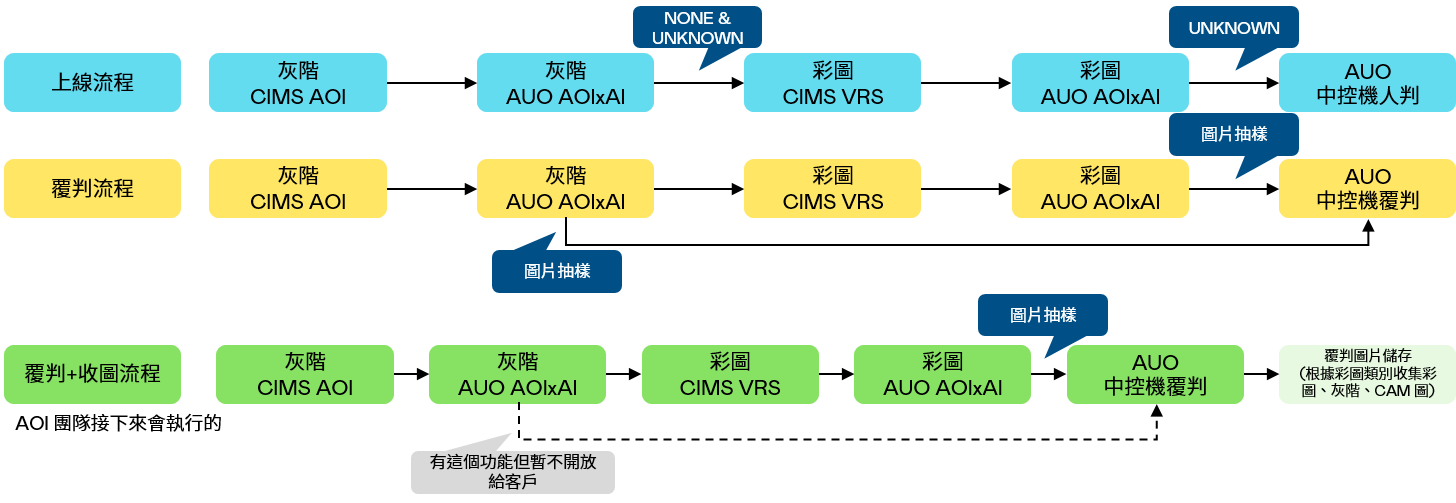 NONE &
UNKNOWN
UNKNOWN
上線流程
灰階
CIMS AOI
灰階
AUO AOIxAI
彩圖
CIMS VRS
彩圖
AUO AOIxAI
AUO
中控機人判
圖片抽樣
覆判流程
灰階
CIMS AOI
灰階
AUO AOIxAI
彩圖
CIMS VRS
彩圖
AUO AOIxAI
AUO
中控機覆判
圖片抽樣
圖片抽樣
覆判+收圖流程
灰階
CIMS AOI
灰階
AUO AOIxAI
彩圖
CIMS VRS
彩圖
AUO AOIxAI
AUO
中控機覆判
覆判圖片儲存
（根據彩圖類別收集彩
圖、灰階、CAM 圖）
AOI 團隊接下來會執行的
有這個功能但暫不開放
給客戶